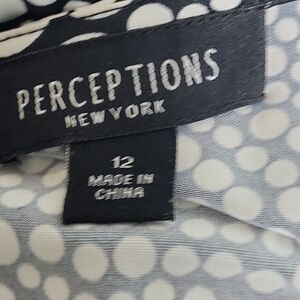 PERCEPTIONS
NEW YORK
12
MADE IN
CHINA